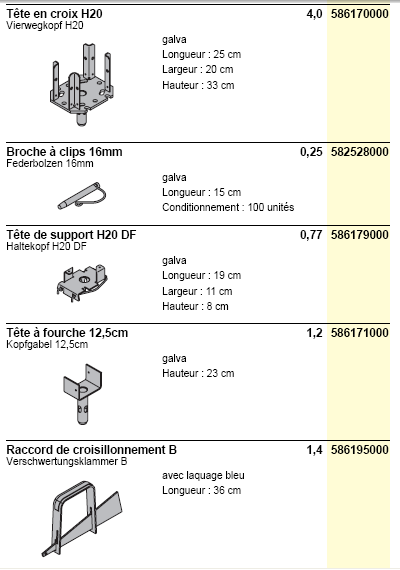 Tête en croix H20 4,0 586170000
Vierwegkopf H20
galva
Longueur : 25 cm
Largeur : 20 cm
Hauteur : 33 cm
Broche à clips 16mm 0,25 582528000
Federbolzen 16mm
galva
Longueur : 15 cm
Conditionnement : 100 unités
Tête de support H20 DF 0,77 586179000
Haltekopf H20 DF
galva
Longueur : 19 cm
Largeur : 11 cm
Hauteur : 8 cm
Tête à fourche 12,5cm 1,2 586171000
Kopfgabel 12,5cm
galva
Hauteur : 23 cm
Raccord de croisillonnement B 1,4 586195000
Verschwertungsklammer B
avec laquage bleu
Longueur : 36 cm